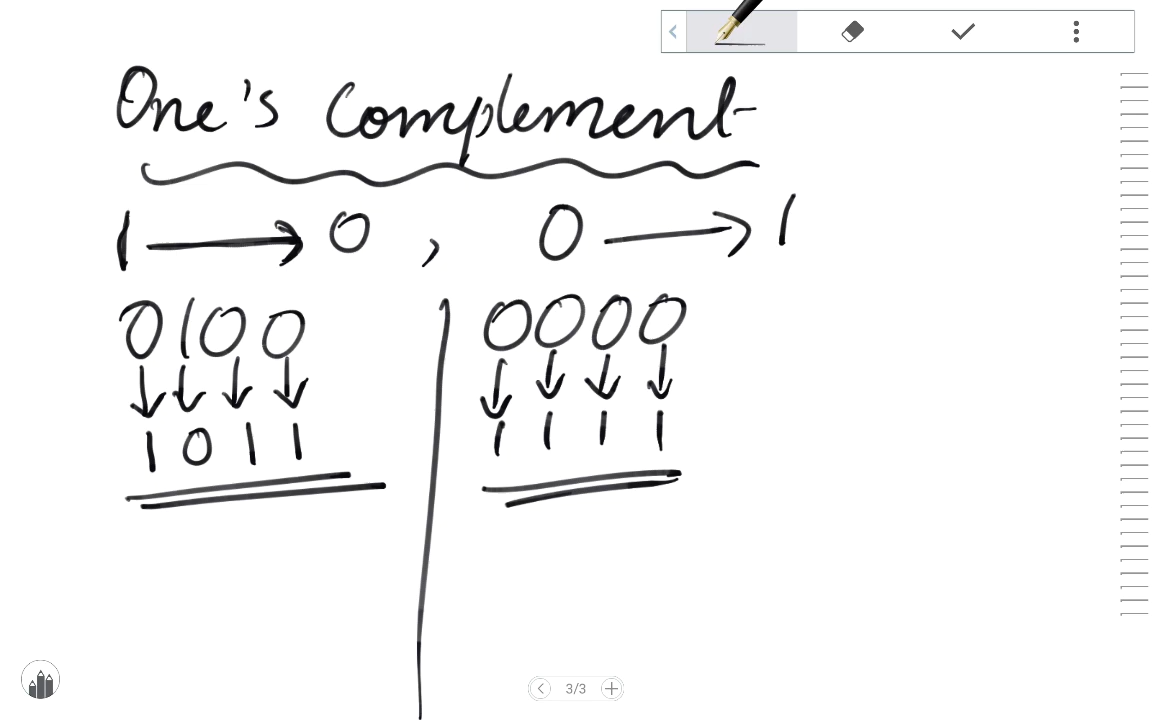 One's Complement
1 → 0 , 0 → 1
0100
↓ ↓ ↓ ↓
1011
0000
↓ ↓ ↓ ↓
1111
3/3